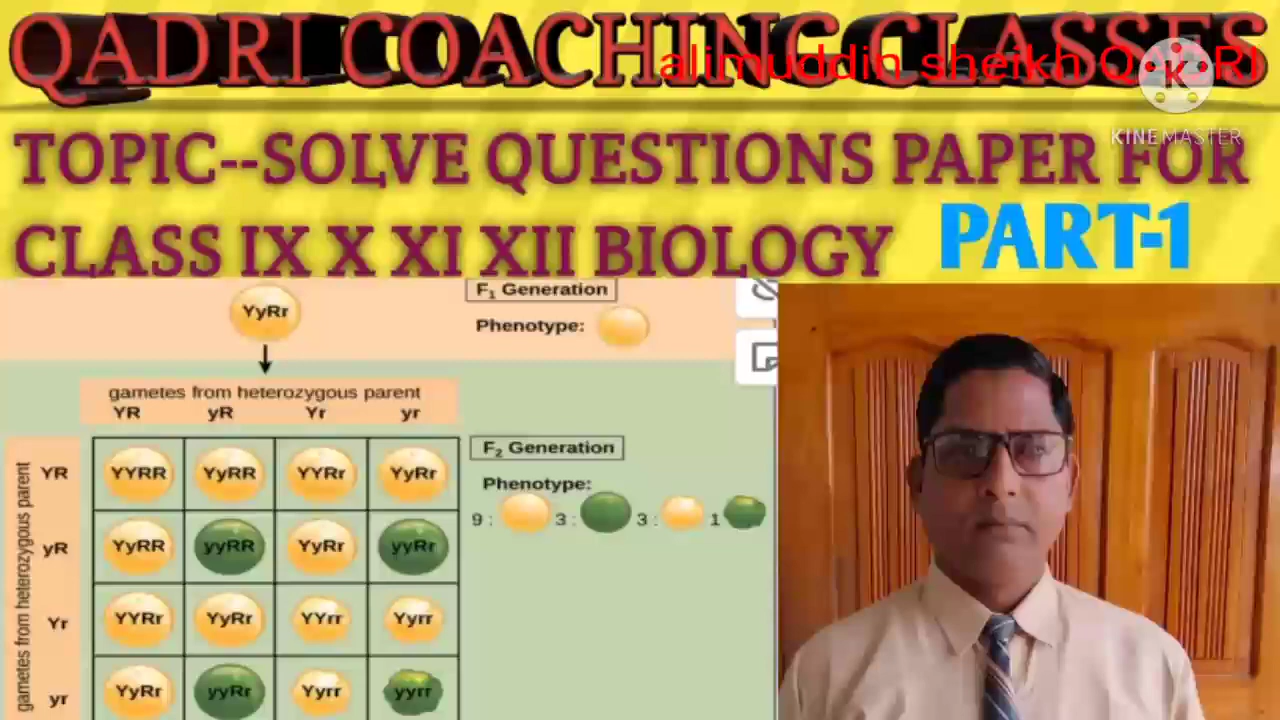 QADRI COACHING CLASSES
alimuddin sheikh Q RI
K
KINEMASTER
TOPIC--SOLVE QUESTIONS PAPER FOR
CLASS IX X XI XII BIOLOGY
PART-1
YyRr
F₁ Generation
Phenotype:
gametes from heterozygous parent
YR yR Yr yr
gametes from heterozygous parent
YR YYRR YyRR YYRr YyRr
yR YyRR yyRR YyRr yyRr
Yr YYRr YyRr YYrr Yyrr
yr YyRr yyRr Yyrr yyrr
F₂ Generation
Phenotype:
9 : 3 : 3 : 1